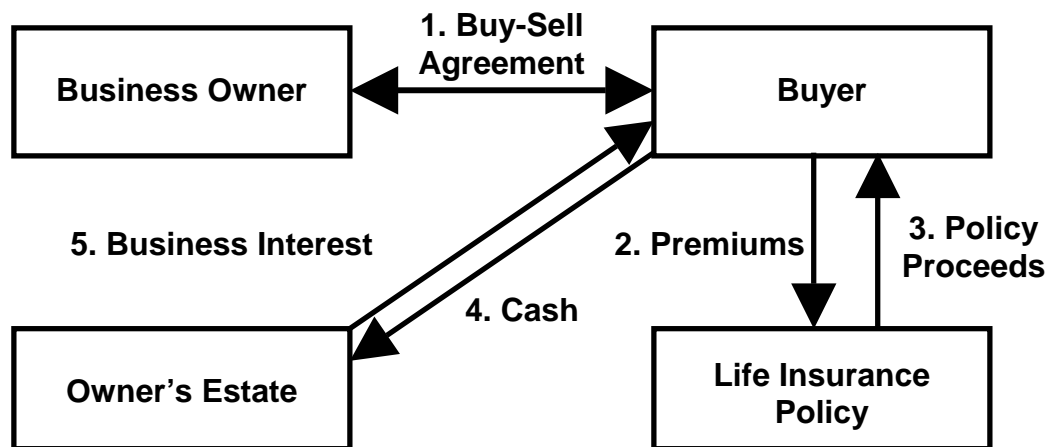 1. Buy-Sell
Agreement
Business Owner
Buyer
5. Business Interest
2. Premiums
3. Policy
Proceeds
4. Cash
Owner’s Estate
Life Insurance
Policy